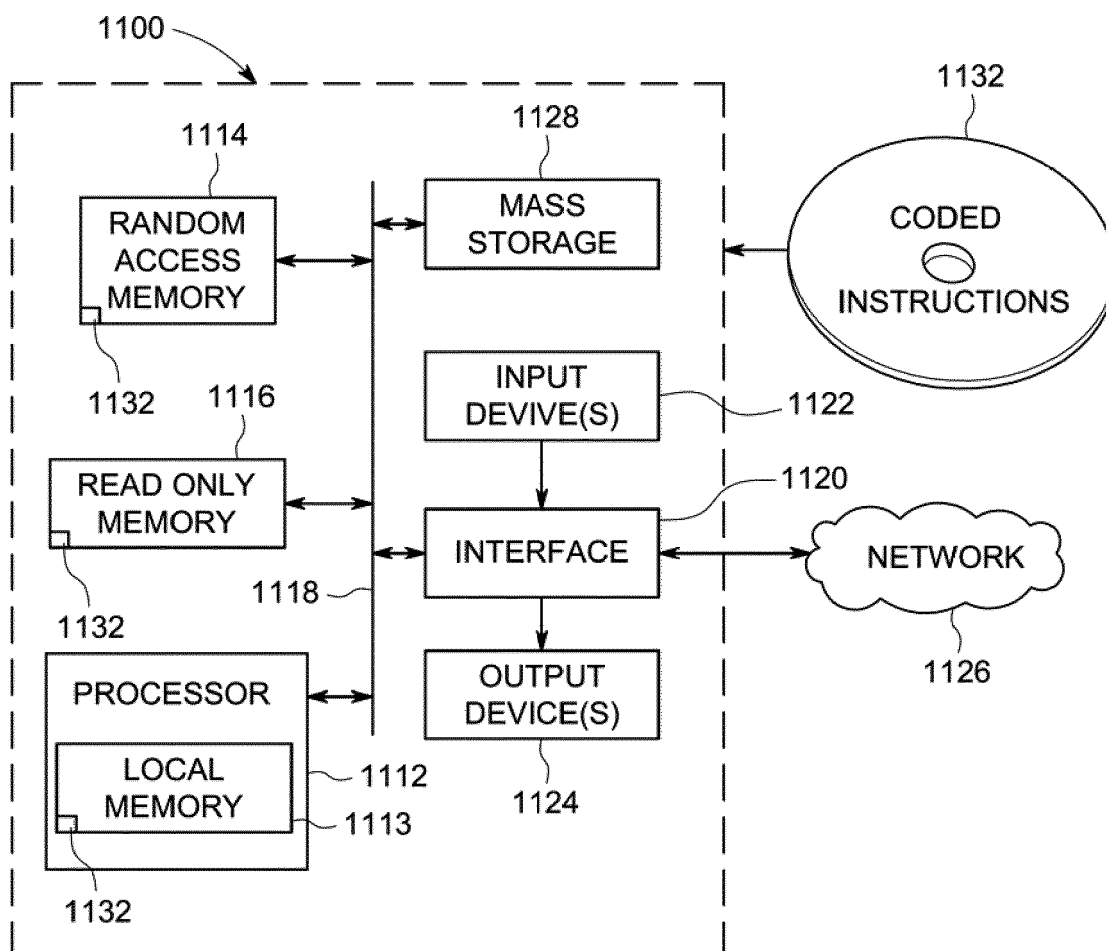 1100
1132
1114
1128
RANDOM
ACCESS
MEMORY
MASS
STORAGE
CODED
INSTRUCTIONS
1132
1116
INPUT
DEVIVE(S)
1122
READ ONLY
MEMORY
1120
INTERFACE
NETWORK
1118
1132
1126
PROCESSOR
OUTPUT
DEVICE(S)
LOCAL
MEMORY
1112
1124
1113
1132